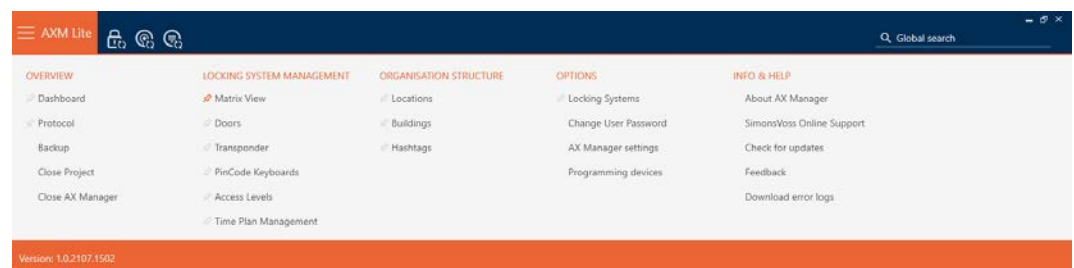 AXM Lite
Global search
OVERVIEW
Dashboard
Protocol
Backup
Close Project
Close AX Manager
LOCKING SYSTEM MANAGEMENT
Matrix View
Doors
Transponder
PinCode Keyboards
Access Levels
Time Plan Management
ORGANISATION STRUCTURE
Locations
Buildings
Hashtags
OPTIONS
Locking Systems
Change User Password
AX Manager settings
Programming devices
INFO & HELP
About AX Manager
SimonsVoss Online Support
Check for updates
Feedback
Download error logs
Version: 1.0.2107.1502